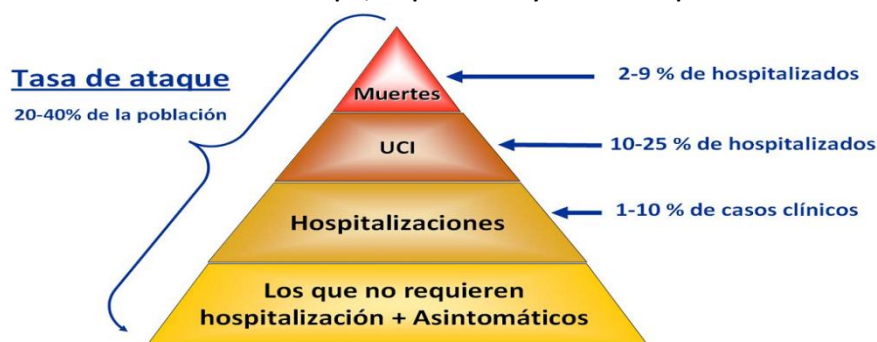 Tasa de ataque
20-40% de la población
Muertes
2-9 % de hospitalizados
UCI
10-25 % de hospitalizados
Hospitalizaciones
1-10 % de casos clínicos
Los que no requieren
hospitalización + Asintomáticos